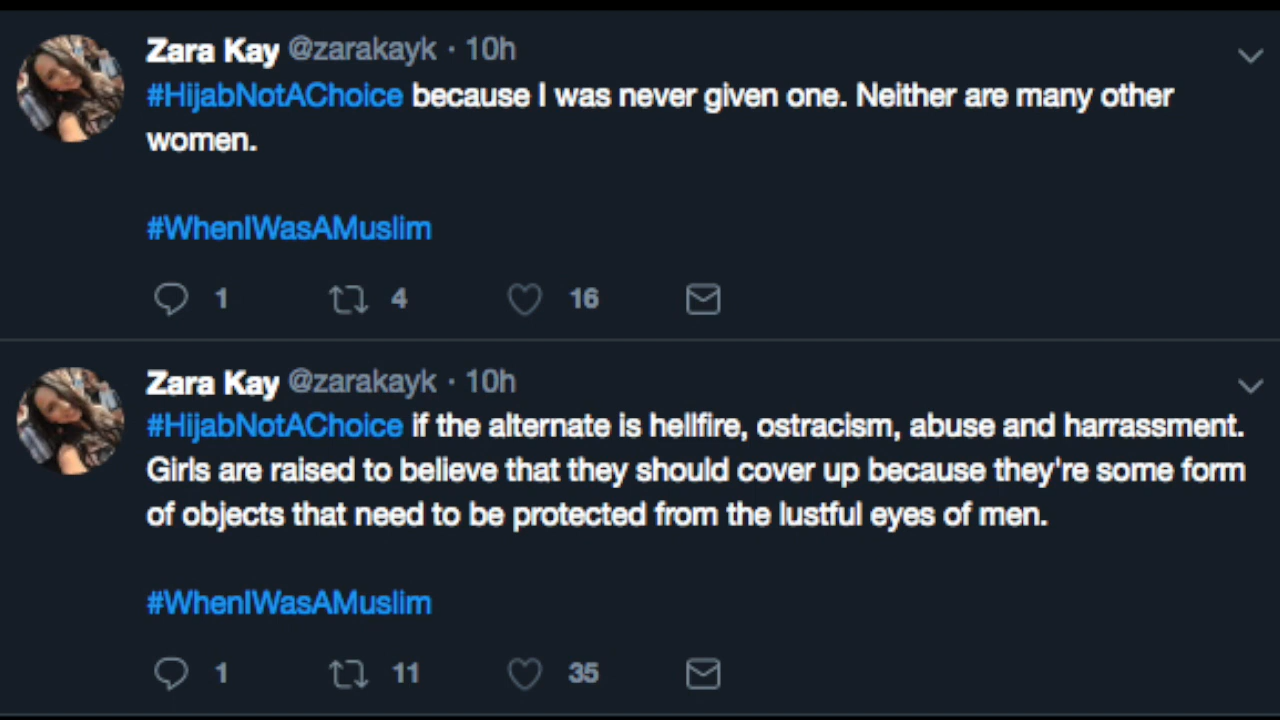 Zara Kay @zarakayk · 10h
#HijabNotAChoice because I was never given one. Neither are many other
women.
#WhenIWasAMuslim
1 4 16
Zara Kay @zarakayk · 10h
#HijabNotAChoice if the alternate is hellfire, ostracism, abuse and harrassment.
Girls are raised to believe that they should cover up because they're some form
of objects that need to be protected from the lustful eyes of men.
#WhenIWasAMuslim
1 11 35